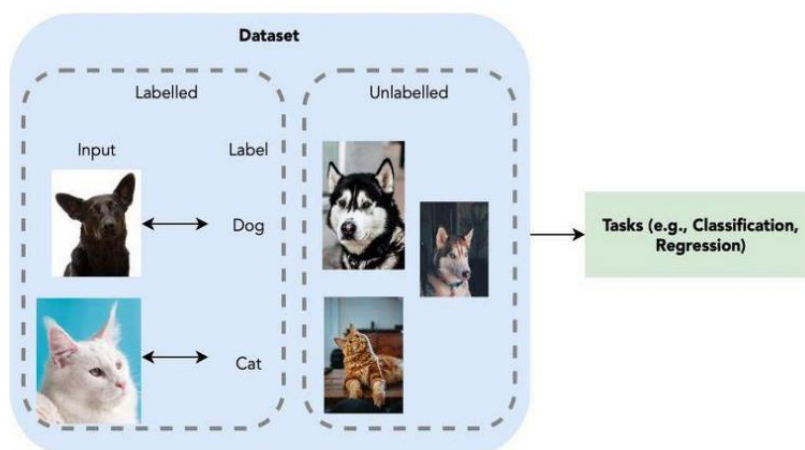 Dataset
Labelled
Unlabelled
Input
Label
Dog
Cat
Tasks (e.g., Classification,
Regression)